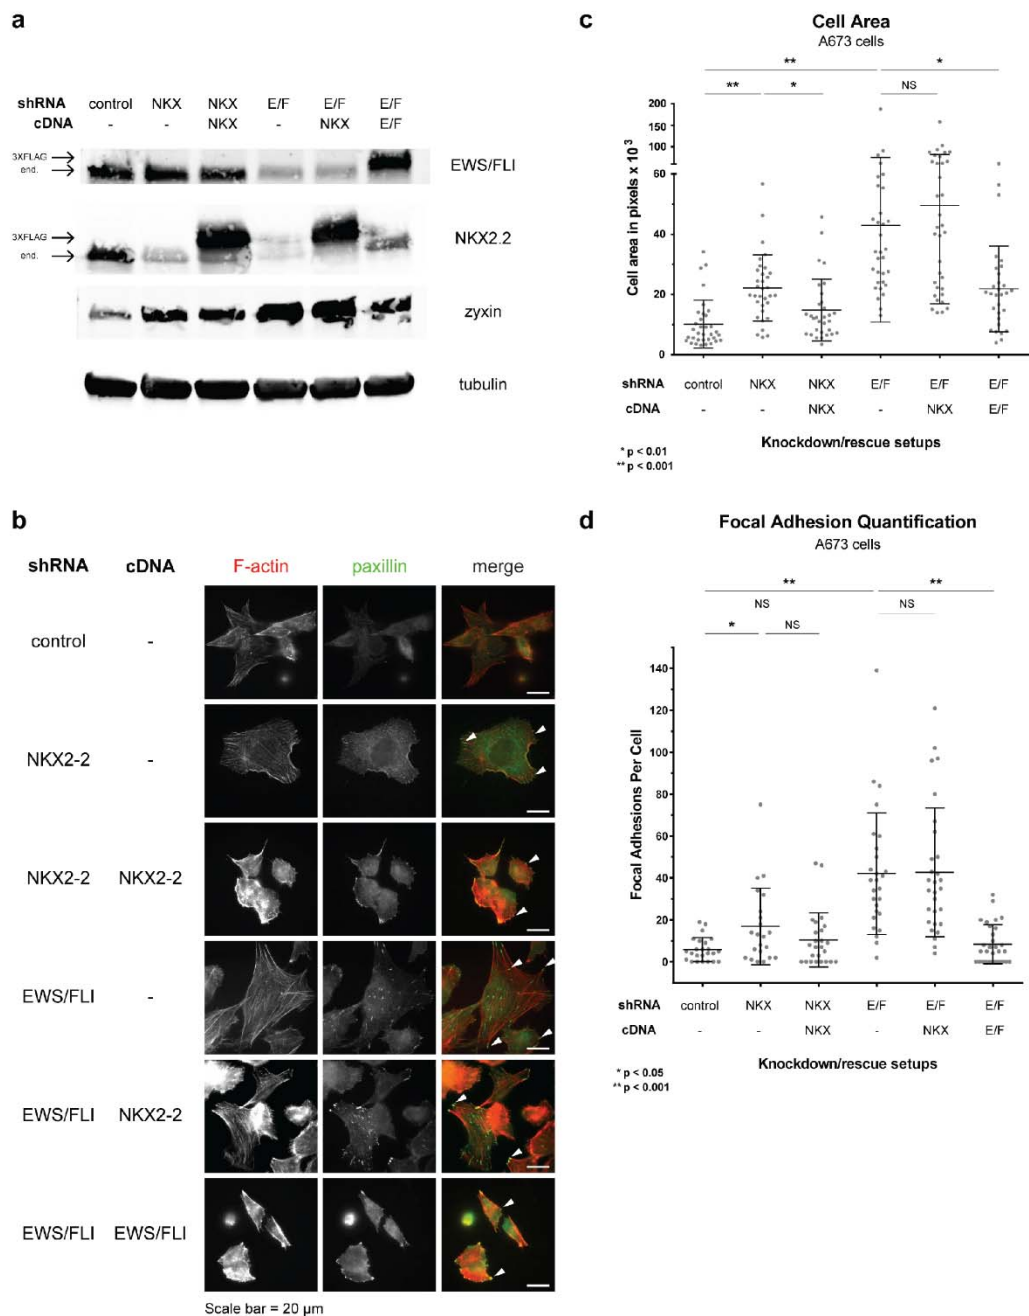 a
shRNA control NKX NKX E/F E/F E/F
cDNA - - NKX - NKX E/F
3XFLAG
end.
EWS/FLI
3XFLAG
end.
NKX2.2
zyxin
tubulin
b
shRNA cDNA F-actin paxillin merge
control -
NKX2-2 -
NKX2-2 NKX2-2
EWS/FLI -
EWS/FLI NKX2-2
EWS/FLI EWS/FLI
Scale bar = 20 µm
c
Cell Area
A673 cells
** *
** * NS
200
150
100
60
40
20
0
Cell area in pixels x 10³
shRNA control NKX NKX E/F E/F E/F
cDNA - - NKX - NKX E/F
Knockdown/rescue setups
* p < 0.01
** p < 0.001
d
Focal Adhesion Quantification
A673 cells
** **
NS NS
* NS
140
120
100
80
60
40
20
0
Focal Adhesions Per Cell
shRNA control NKX NKX E/F E/F E/F
cDNA - - NKX - NKX E/F
Knockdown/rescue setups
* p < 0.05
** p < 0.001